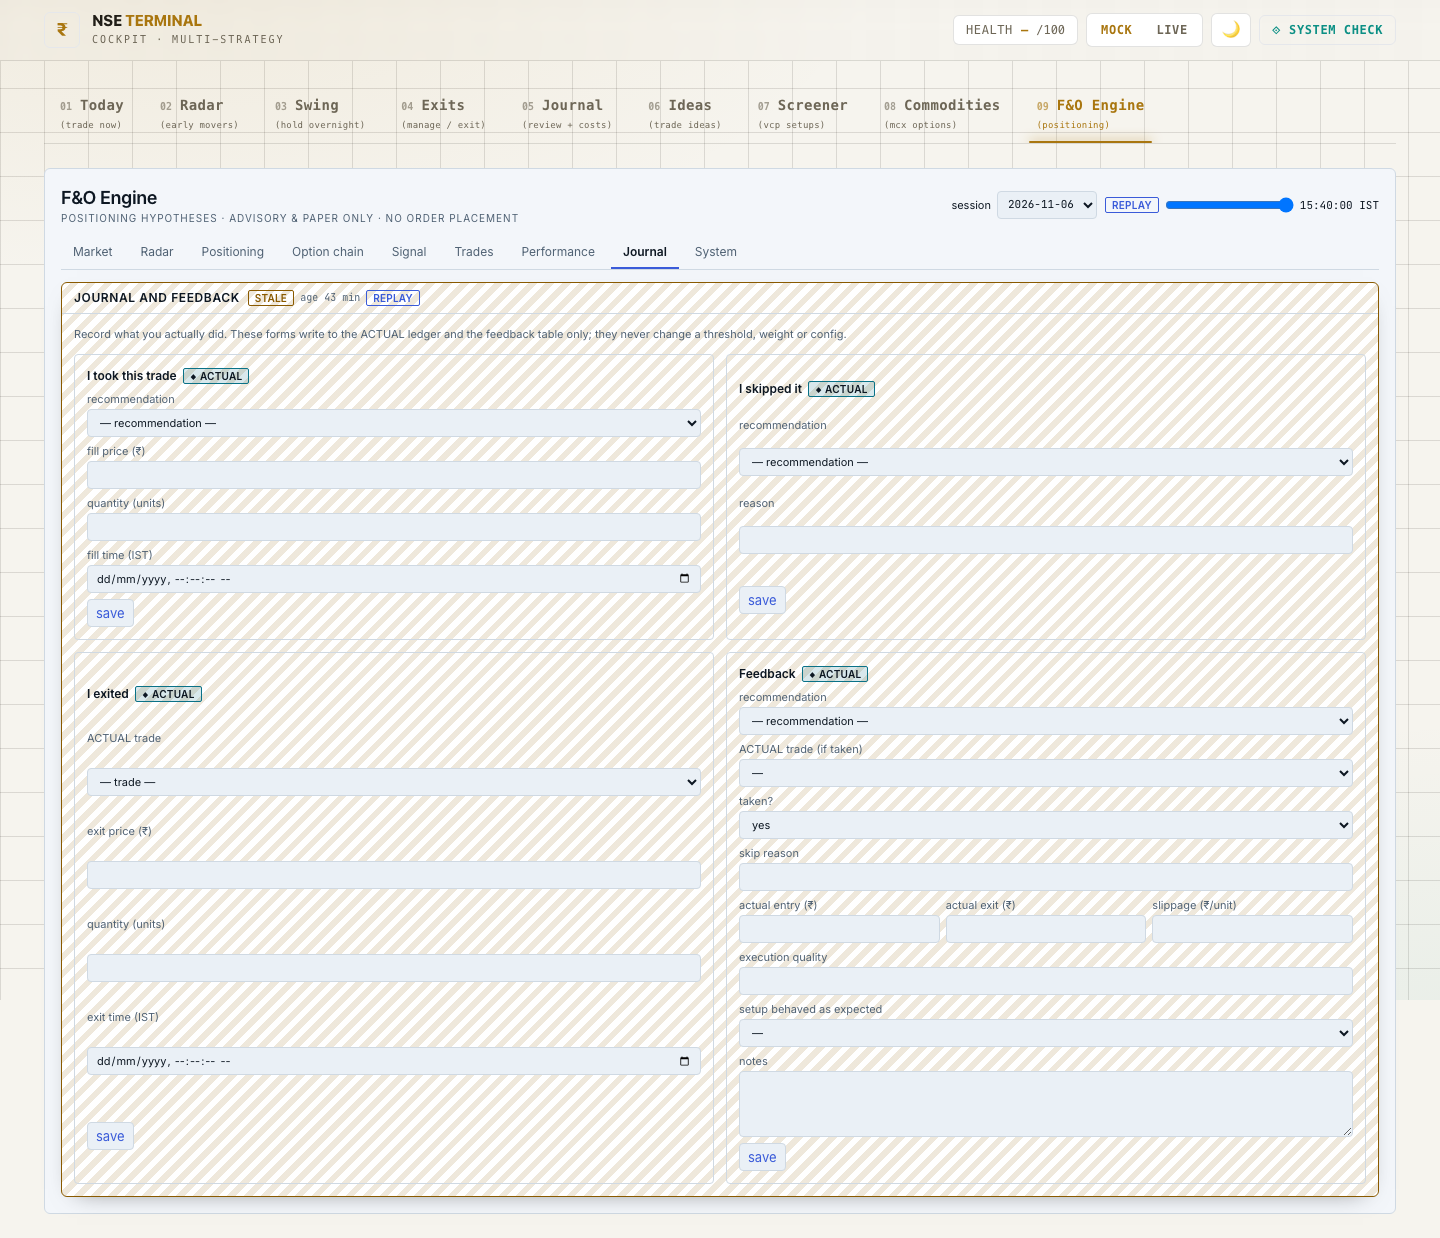 ₹
NSE TERMINAL
COCKPIT · MULTI-STRATEGY
HEALTH — /100
MOCK LIVE
🌙
⟐ SYSTEM CHECK
01 Today
(trade now)
02 Radar
(early movers)
03 Swing
(hold overnight)
04 Exits
(manage / exit)
05 Journal
(review + costs)
06 Ideas
(trade ideas)
07 Screener
(vcp setups)
08 Commodities
(mcx options)
09 F&O Engine
(positioning)
F&O Engine
POSITIONING HYPOTHESES · ADVISORY & PAPER ONLY · NO ORDER PLACEMENT
session 2026-11-06 REPLAY 15:40:00 IST
Market Radar Positioning Option chain Signal Trades Performance Journal System
JOURNAL AND FEEDBACK STALE age 43 min REPLAY
Record what you actually did. These forms write to the ACTUAL ledger and the feedback table only; they never change a threshold, weight or config.
I took this trade ⬥ ACTUAL
recommendation
— recommendation —
fill price (₹)
quantity (units)
fill time (IST)
dd/mm/yyyy, --:--:-- --
save
I skipped it ⬥ ACTUAL
recommendation
— recommendation —
reason
save
I exited ⬥ ACTUAL
ACTUAL trade
— trade —
exit price (₹)
quantity (units)
exit time (IST)
dd/mm/yyyy, --:--:-- --
save
Feedback ⬥ ACTUAL
recommendation
— recommendation —
ACTUAL trade (if taken)
—
taken?
yes
skip reason
actual entry (₹) actual exit (₹) slippage (₹/unit)
execution quality
setup behaved as expected
—
notes
save